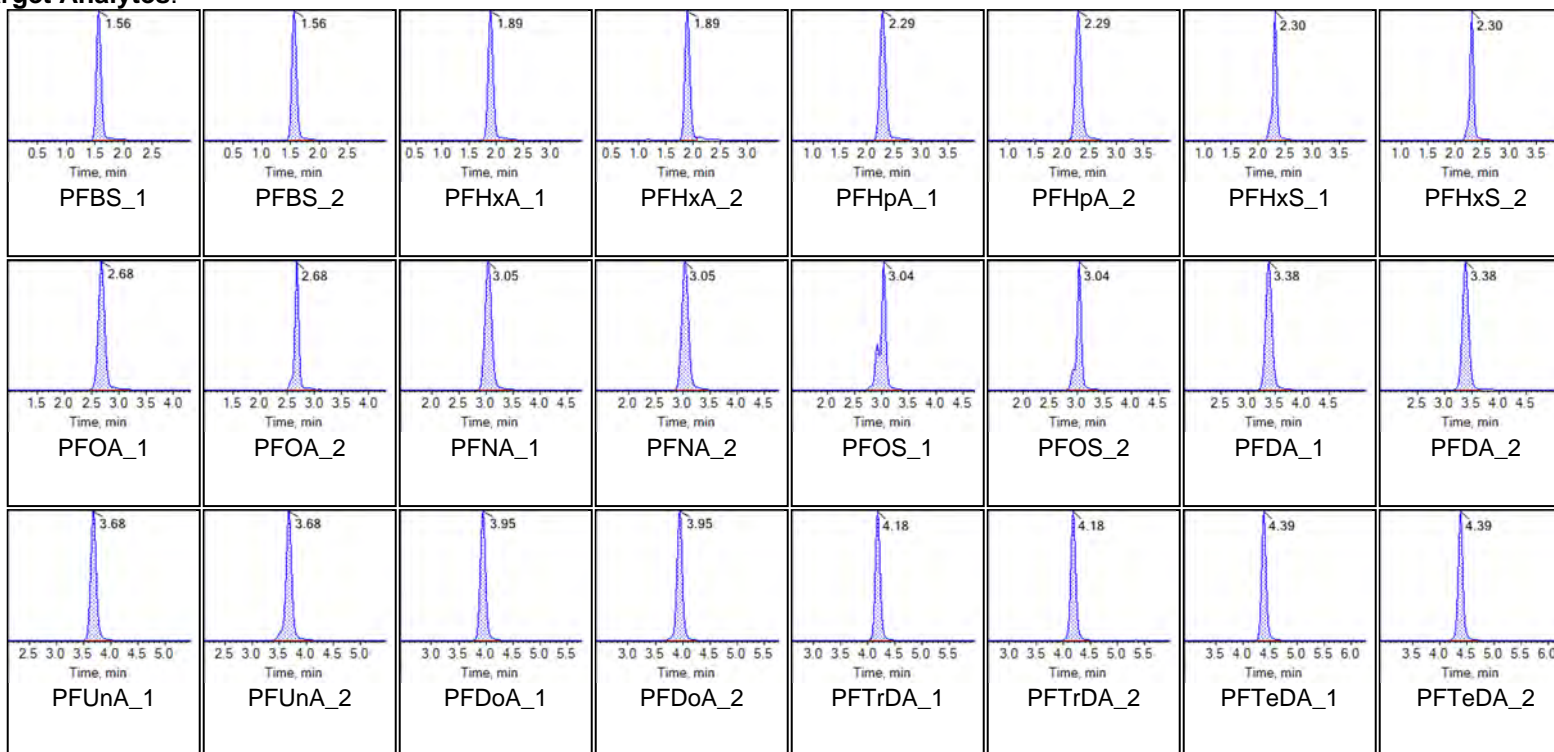 rget Analytes:
1.56 1.56 1.89 1.89 2.29 2.29 2.30 2.30
0.5 1.0 1.5 2.0 2.5 0.5 1.0 1.5 2.0 2.5 0.5 1.0 1.5 2.0 2.5 3.0 0.5 1.0 1.5 2.0 2.5 3.0 1.0 1.5 2.0 2.5 3.0 3.5 1.0 1.5 2.0 2.5 3.0 3.5 1.0 1.5 2.0 2.5 3.0 3.5 1.0 1.5 2.0 2.5 3.0 3.5
Time, min Time, min Time, min Time, min Time, min Time, min Time, min Time, min
PFBS_1 PFBS_2 PFHxA_1 PFHxA_2 PFHpA_1 PFHpA_2 PFHxS_1 PFHxS_2
2.68 2.68 3.05 3.05 3.04 3.04 3.38 3.38
1.5 2.0 2.5 3.0 3.5 4.0 1.5 2.0 2.5 3.0 3.5 4.0 2.0 2.5 3.0 3.5 4.0 4.5 2.0 2.5 3.0 3.5 4.0 4.5 2.0 2.5 3.0 3.5 4.0 4.5 2.0 2.5 3.0 3.5 4.0 4.5 2.5 3.0 3.5 4.0 4.5 2.5 3.0 3.5 4.0 4.5
Time, min Time, min Time, min Time, min Time, min Time, min Time, min Time, min
PFOA_1 PFOA_2 PFNA_1 PFNA_2 PFOS_1 PFOS_2 PFDA_1 PFDA_2
3.68 3.68 3.95 3.95 4.18 4.18 4.39 4.39
2.5 3.0 3.5 4.0 4.5 5.0 2.5 3.0 3.5 4.0 4.5 5.0 3.0 3.5 4.0 4.5 5.0 5.5 3.0 3.5 4.0 4.5 5.0 5.5 3.0 3.5 4.0 4.5 5.0 5.5 3.0 3.5 4.0 4.5 5.0 5.5 3.5 4.0 4.5 5.0 5.5 6.0 3.5 4.0 4.5 5.0 5.5 6.0
Time, min Time, min Time, min Time, min Time, min Time, min Time, min Time, min
PFUnA_1 PFUnA_2 PFDoA_1 PFDoA_2 PFTrDA_1 PFTrDA_2 PFTeDA_1 PFTeDA_2